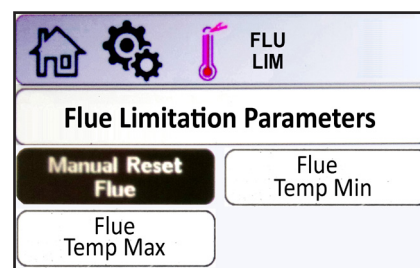 FLU
LIM
Flue Limitation Parameters
Manual Reset
Flue
Flue
Temp Min
Flue
Temp Max